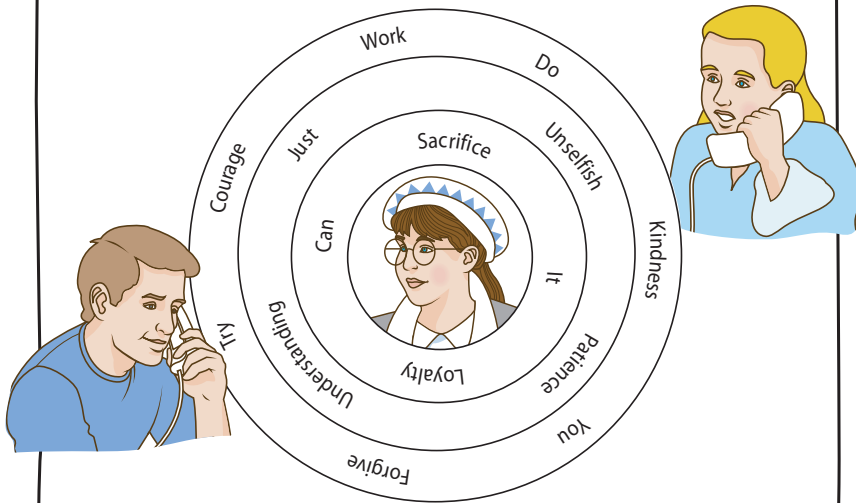 Work
Do
Kindness
You
Forgive
Try
Courage
Just
Unselfish
Patience
Understanding
Sacrifice
It
Loyalty
Can